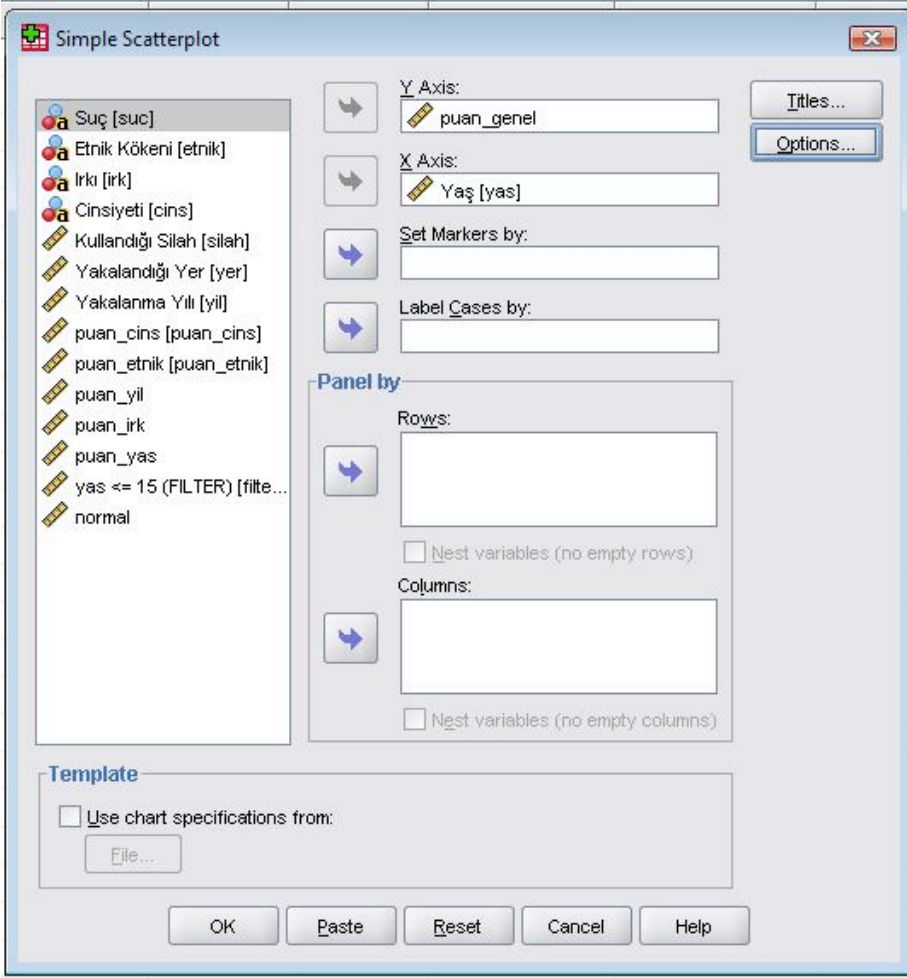 Simple Scatterplot
Suç [suc]
Etnik Kökeni [etnik]
Irkı [irk]
Cinsiyeti [cins]
Kullandığı Silah [silah]
Yakalandığı Yer [yer]
Yakalanma Yılı [yil]
puan_cins [puan_cins]
puan_etnik [puan_etnik]
puan_yil
puan_irk
puan_yas
yas <= 15 (FILTER) [filte...
normal
Y Axis:
puan_genel
X Axis:
Yaş [yas]
Set Markers by:
Label Cases by:
Panel by
Rows:
Nest variables (no empty rows)
Columns:
Nest variables (no empty columns)
Titles...
Options...
Template
Use chart specifications from:
File...
OK
Paste
Reset
Cancel
Help